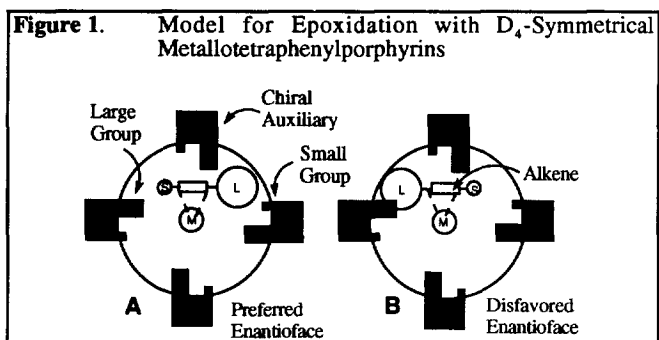 Figure 1. Model for Epoxidation with D4-Symmetrical
Metallotetraphenylporphyrins
Large
Group
Chiral
Auxiliary
Small
Group
Alkene
S
L
M
L
S
M
A
Preferred
Enantioface
B
Disfavored
Enantioface